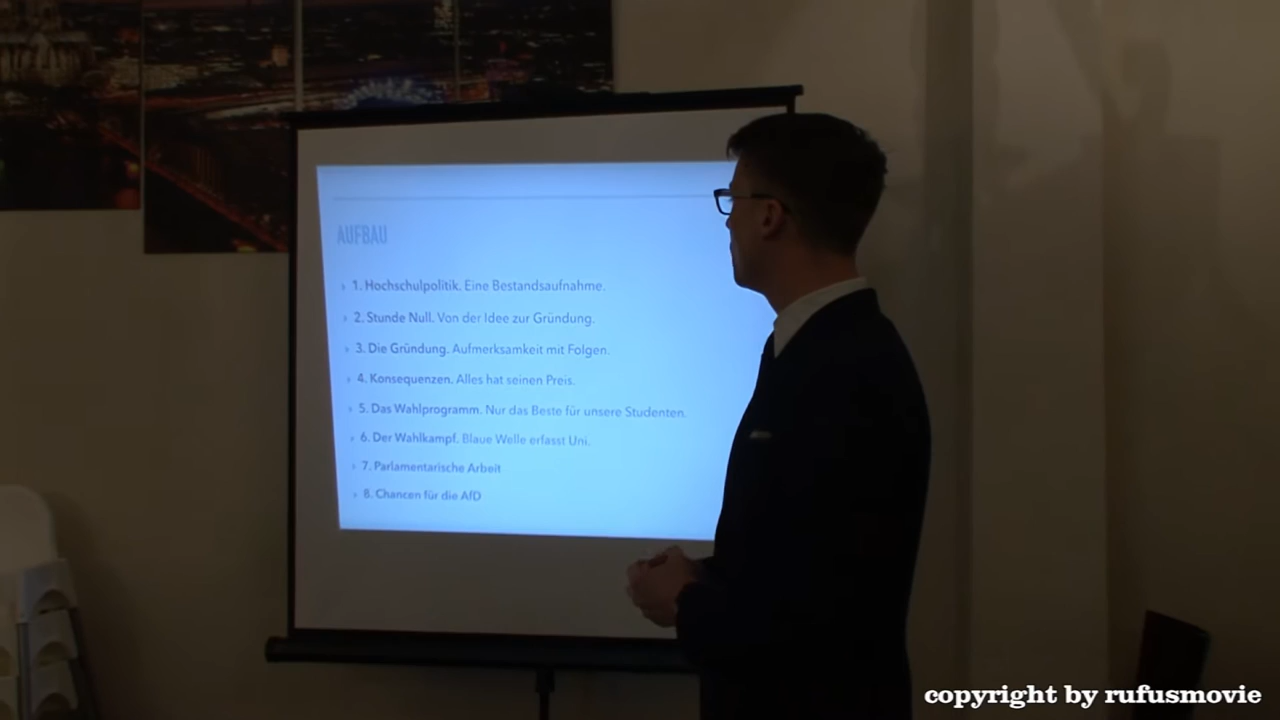 AUFBAU
1. Hochschulpolitik. Eine Bestandsaufnahme.
2. Stunde Null. Von der Idee zur Gründung.
3. Die Gründung. Aufmerksamkeit mit Folgen.
4. Konsequenzen. Alles hat seinen Preis.
5. Das Wahlprogramm. Nur das Beste für unsere Studenten.
6. Der Wahlkampf. Blaue Welle erfasst Uni.
7. Parlamentarische Arbeit
8. Chancen für die AfD
copyright by rufusmovie